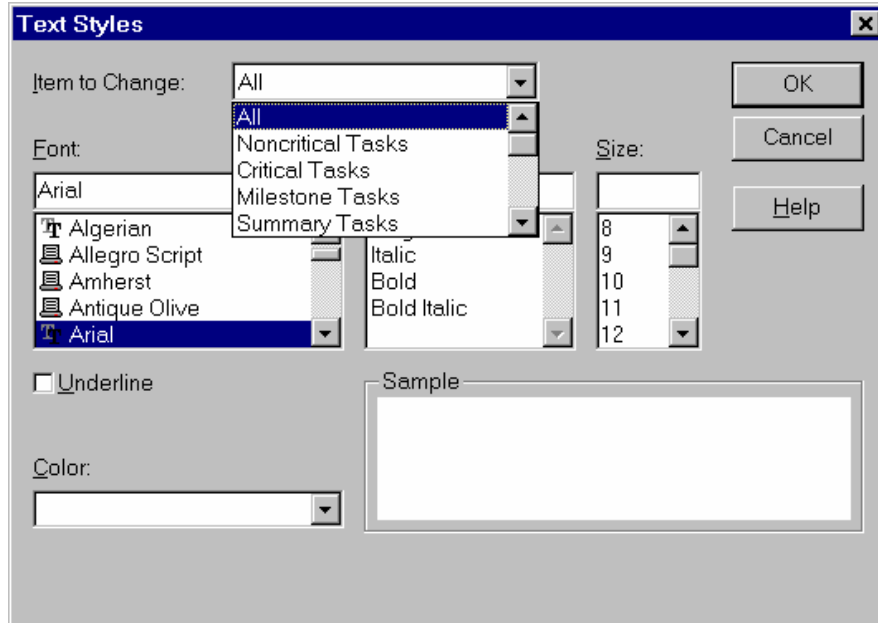 Text Styles
Item to Change: All OK
All
Noncritical Tasks
Critical Tasks
Milestone Tasks
Summary Tasks
Cancel
Help
Font:
Arial
Algerian
Allegro Script
Amherst
Antique Olive
Arial
Italic
Bold
Bold Italic
Size:
8
9
10
11
12
Underline
Sample
Color: